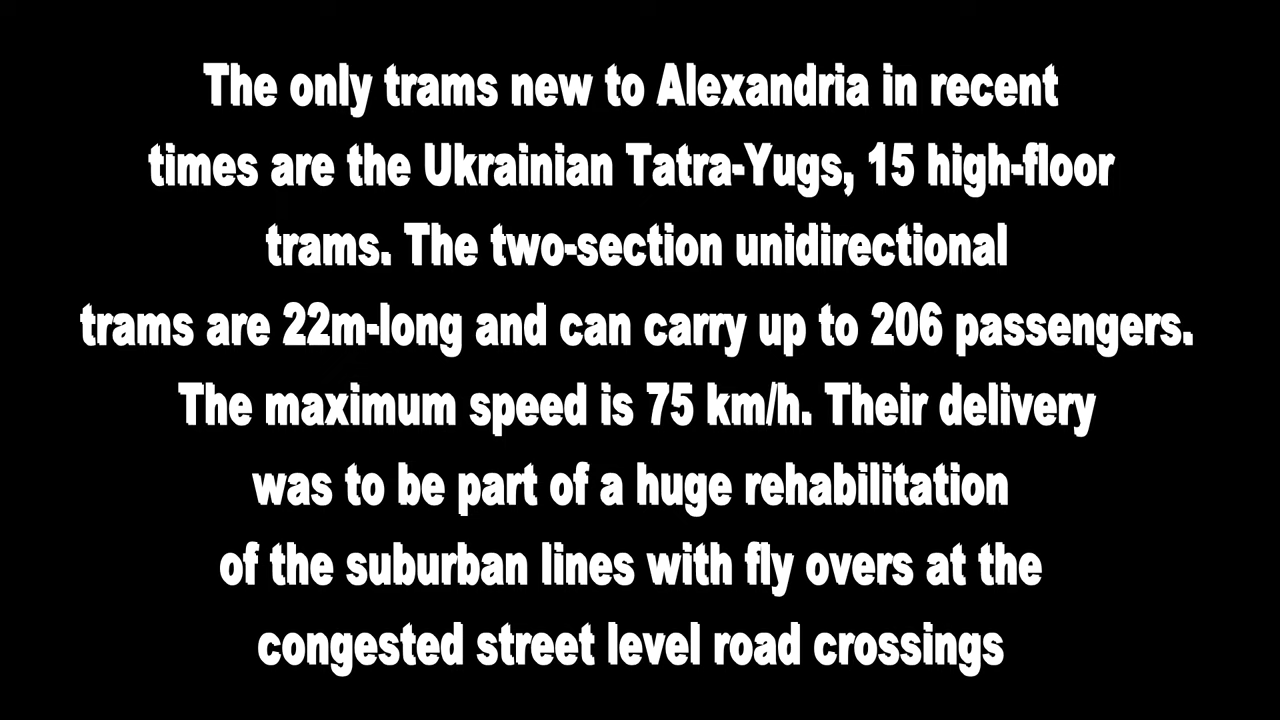 The only trams new to Alexandria in recent
times are the Ukrainian Tatra-Yugs, 15 high-floor
trams. The two-section unidirectional
trams are 22m-long and can carry up to 206 passengers.
The maximum speed is 75 km/h. Their delivery
was to be part of a huge rehabilitation
of the suburban lines with fly overs at the
congested street level road crossings